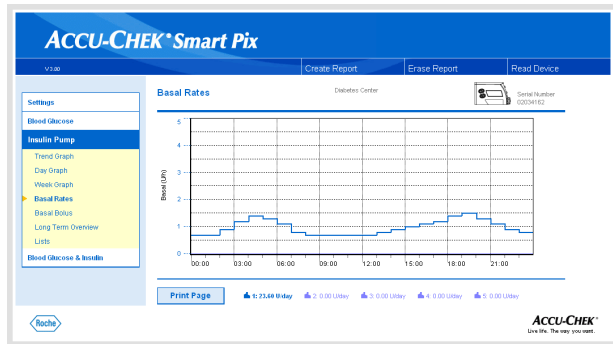 ACCU-CHEK® Smart Pix
V3.80
Create Report
Erase Report
Read Device
Settings
Blood Glucose
Insulin Pump
Trend Graph
Day Graph
Week Graph
Basal Rates
Basal Bolus
Long Term Overview
Lists
Blood Glucose & Insulin
Basal Rates
Diabetes Center
Serial Number
02034162
Basal (U/h)
5
4
3
2
1
0
00:00 03:00 06:00 09:00 12:00 15:00 18:00 21:00
Print Page
1: 23.60 U/day 2: 0.00 U/day 3: 0.00 U/day 4: 0.00 U/day 5: 0.00 U/day
Roche
ACCU-CHEK®
Live life. The way you want.